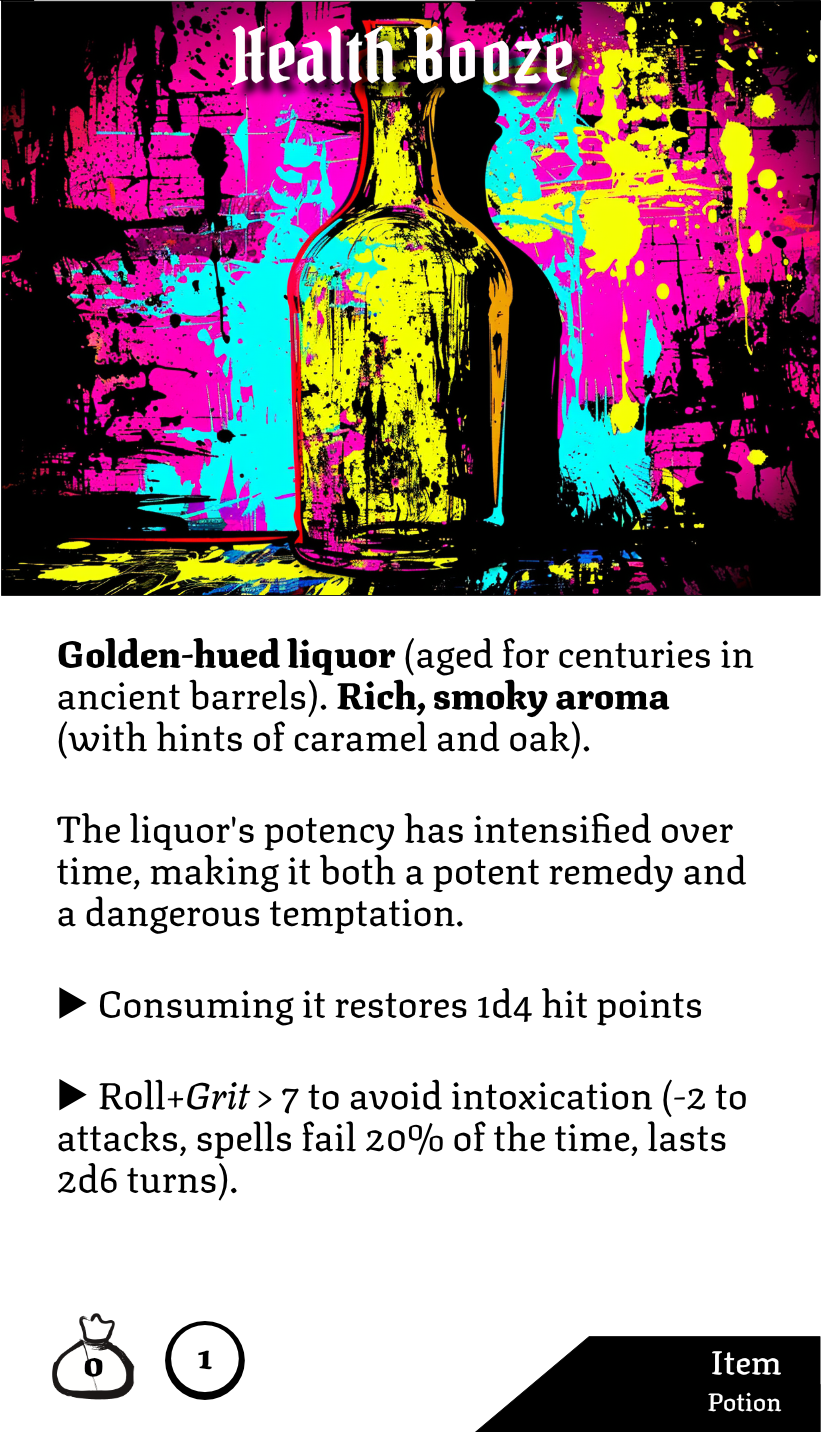 Health Booze
Golden-hued liquor (aged for centuries in
ancient barrels). Rich, smoky aroma
(with hints of caramel and oak).
The liquor's potency has intensified over
time, making it both a potent remedy and
a dangerous temptation.
▶ Consuming it restores 1d4 hit points
▶ Roll+Grit > 7 to avoid intoxication (-2 to
attacks, spells fail 20% of the time, lasts
2d6 turns).
0
1
Item
Potion